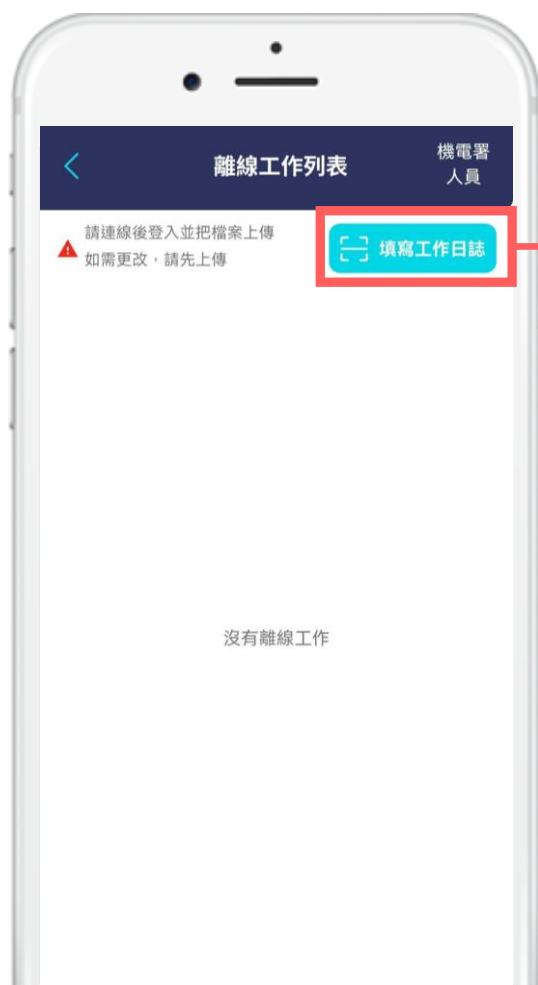 離線工作列表
機電署
人員
請連線後登入並把檔案上傳
如需更改，請先上傳
填寫工作日誌
沒有離線工作